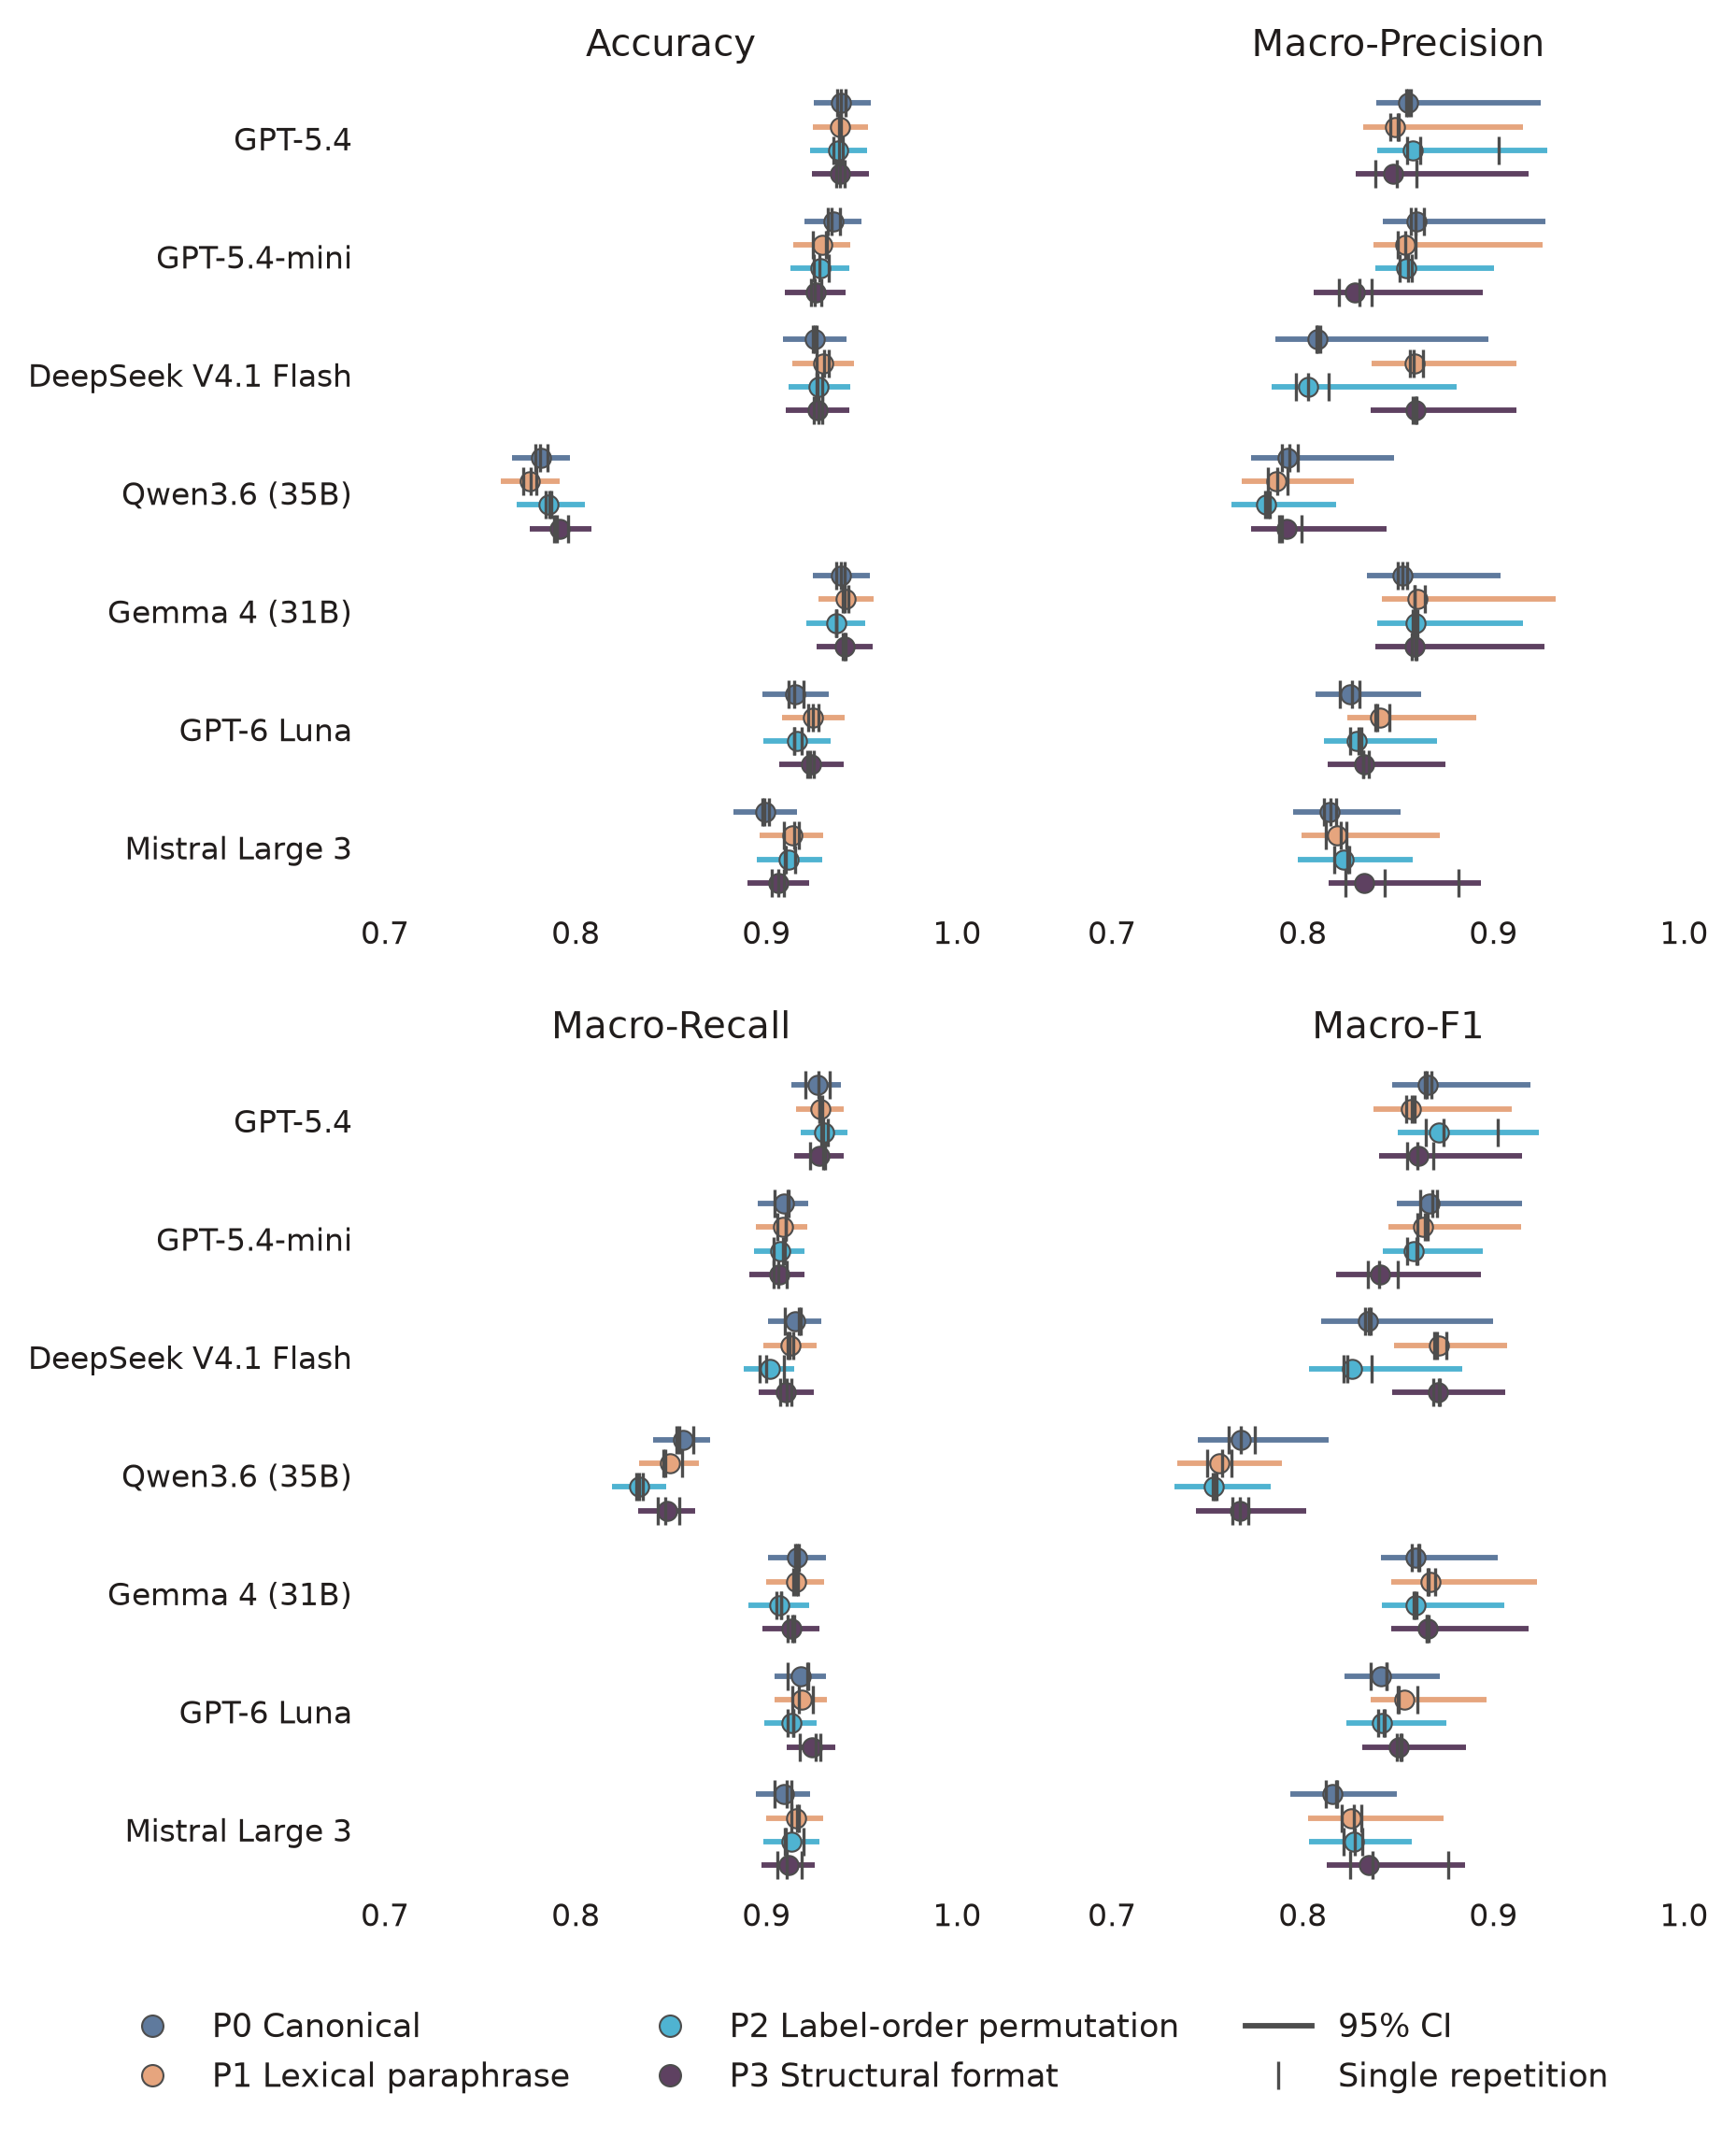 Accuracy Macro-Precision
GPT-5.4
GPT-5.4-mini
DeepSeek V4.1 Flash
Qwen3.6 (35B)
Gemma 4 (31B)
GPT-6 Luna
Mistral Large 3
0.7 0.8 0.9 1.0 0.7 0.8 0.9 1.0
Macro-Recall Macro-F1
GPT-5.4
GPT-5.4-mini
DeepSeek V4.1 Flash
Qwen3.6 (35B)
Gemma 4 (31B)
GPT-6 Luna
Mistral Large 3
0.7 0.8 0.9 1.0 0.7 0.8 0.9 1.0
P0 Canonical P2 Label-order permutation 95% CI
P1 Lexical paraphrase P3 Structural format Single repetition